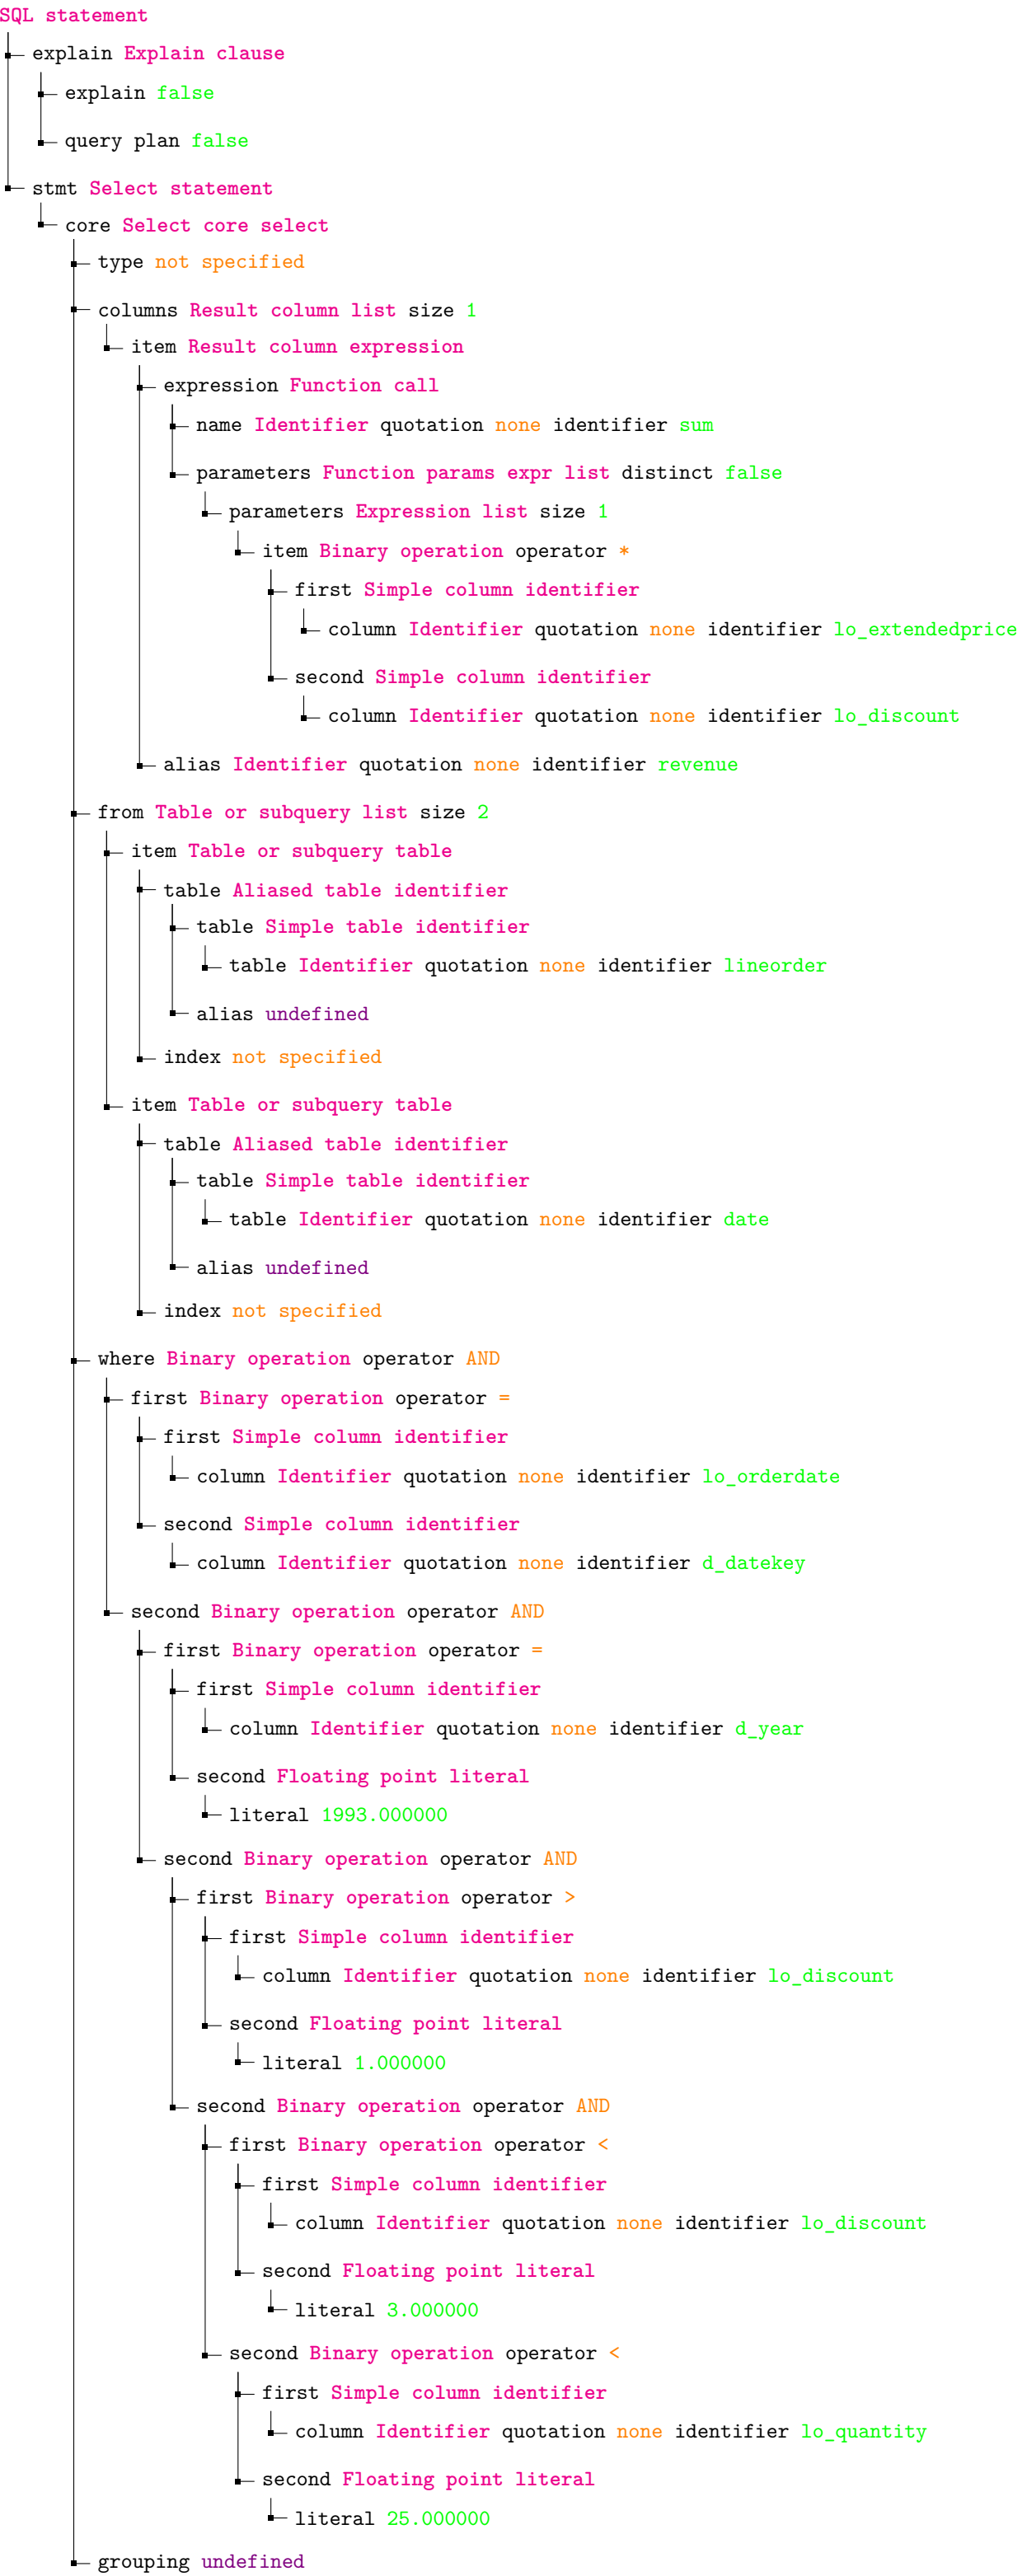 SQL statement
explain Explain clause
explain false
query plan false
stmt Select statement
core Select core select
type not specified
columns Result column list size 1
item Result column expression
expression Function call
name Identifier quotation none identifier sum
parameters Function params expr list distinct false
parameters Expression list size 1
item Binary operation operator *
first Simple column identifier
column Identifier quotation none identifier lo_extendedprice
second Simple column identifier
column Identifier quotation none identifier lo_discount
alias Identifier quotation none identifier revenue
from Table or subquery list size 2
item Table or subquery table
table Aliased table identifier
table Simple table identifier
table Identifier quotation none identifier lineorder
alias undefined
index not specified
item Table or subquery table
table Aliased table identifier
table Simple table identifier
table Identifier quotation none identifier date
alias undefined
index not specified
where Binary operation operator AND
first Binary operation operator =
first Simple column identifier
column Identifier quotation none identifier lo_orderdate
second Simple column identifier
column Identifier quotation none identifier d_datekey
second Binary operation operator AND
first Binary operation operator =
first Simple column identifier
column Identifier quotation none identifier d_year
second Floating point literal
literal 1993.000000
second Binary operation operator AND
first Binary operation operator >
first Simple column identifier
column Identifier quotation none identifier lo_discount
second Floating point literal
literal 1.000000
second Binary operation operator AND
first Binary operation operator <
first Simple column identifier
column Identifier quotation none identifier lo_discount
second Floating point literal
literal 3.000000
second Binary operation operator <
first Simple column identifier
column Identifier quotation none identifier lo_quantity
second Floating point literal
literal 25.000000
grouping undefined